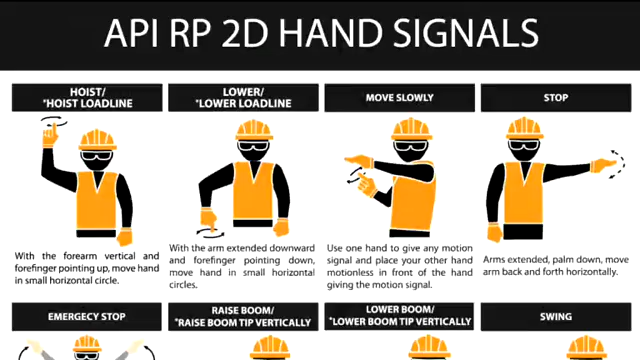 API RP 2D HAND SIGNALS
HOIST/
*HOIST LOADLINE
LOWER/
*LOWER LOADLINE
MOVE SLOWLY
STOP
With the forearm vertical and
forefinger pointing up, move hand
in small horizontal circle.
With the arm extended downward
and forefinger pointing down,
move hand in small horizontal
circles.
Use one hand to give any motion
signal and place your other hand
motionless in front of the hand
giving the motion signal.
Arms extended, palm down, move
arm back and forth horizontally.
EMERGECY STOP
RAISE BOOM/
*RAISE BOOM TIP VERTICALLY
LOWER BOOM/
*LOWER BOOM TIP VERTICALLY
SWING